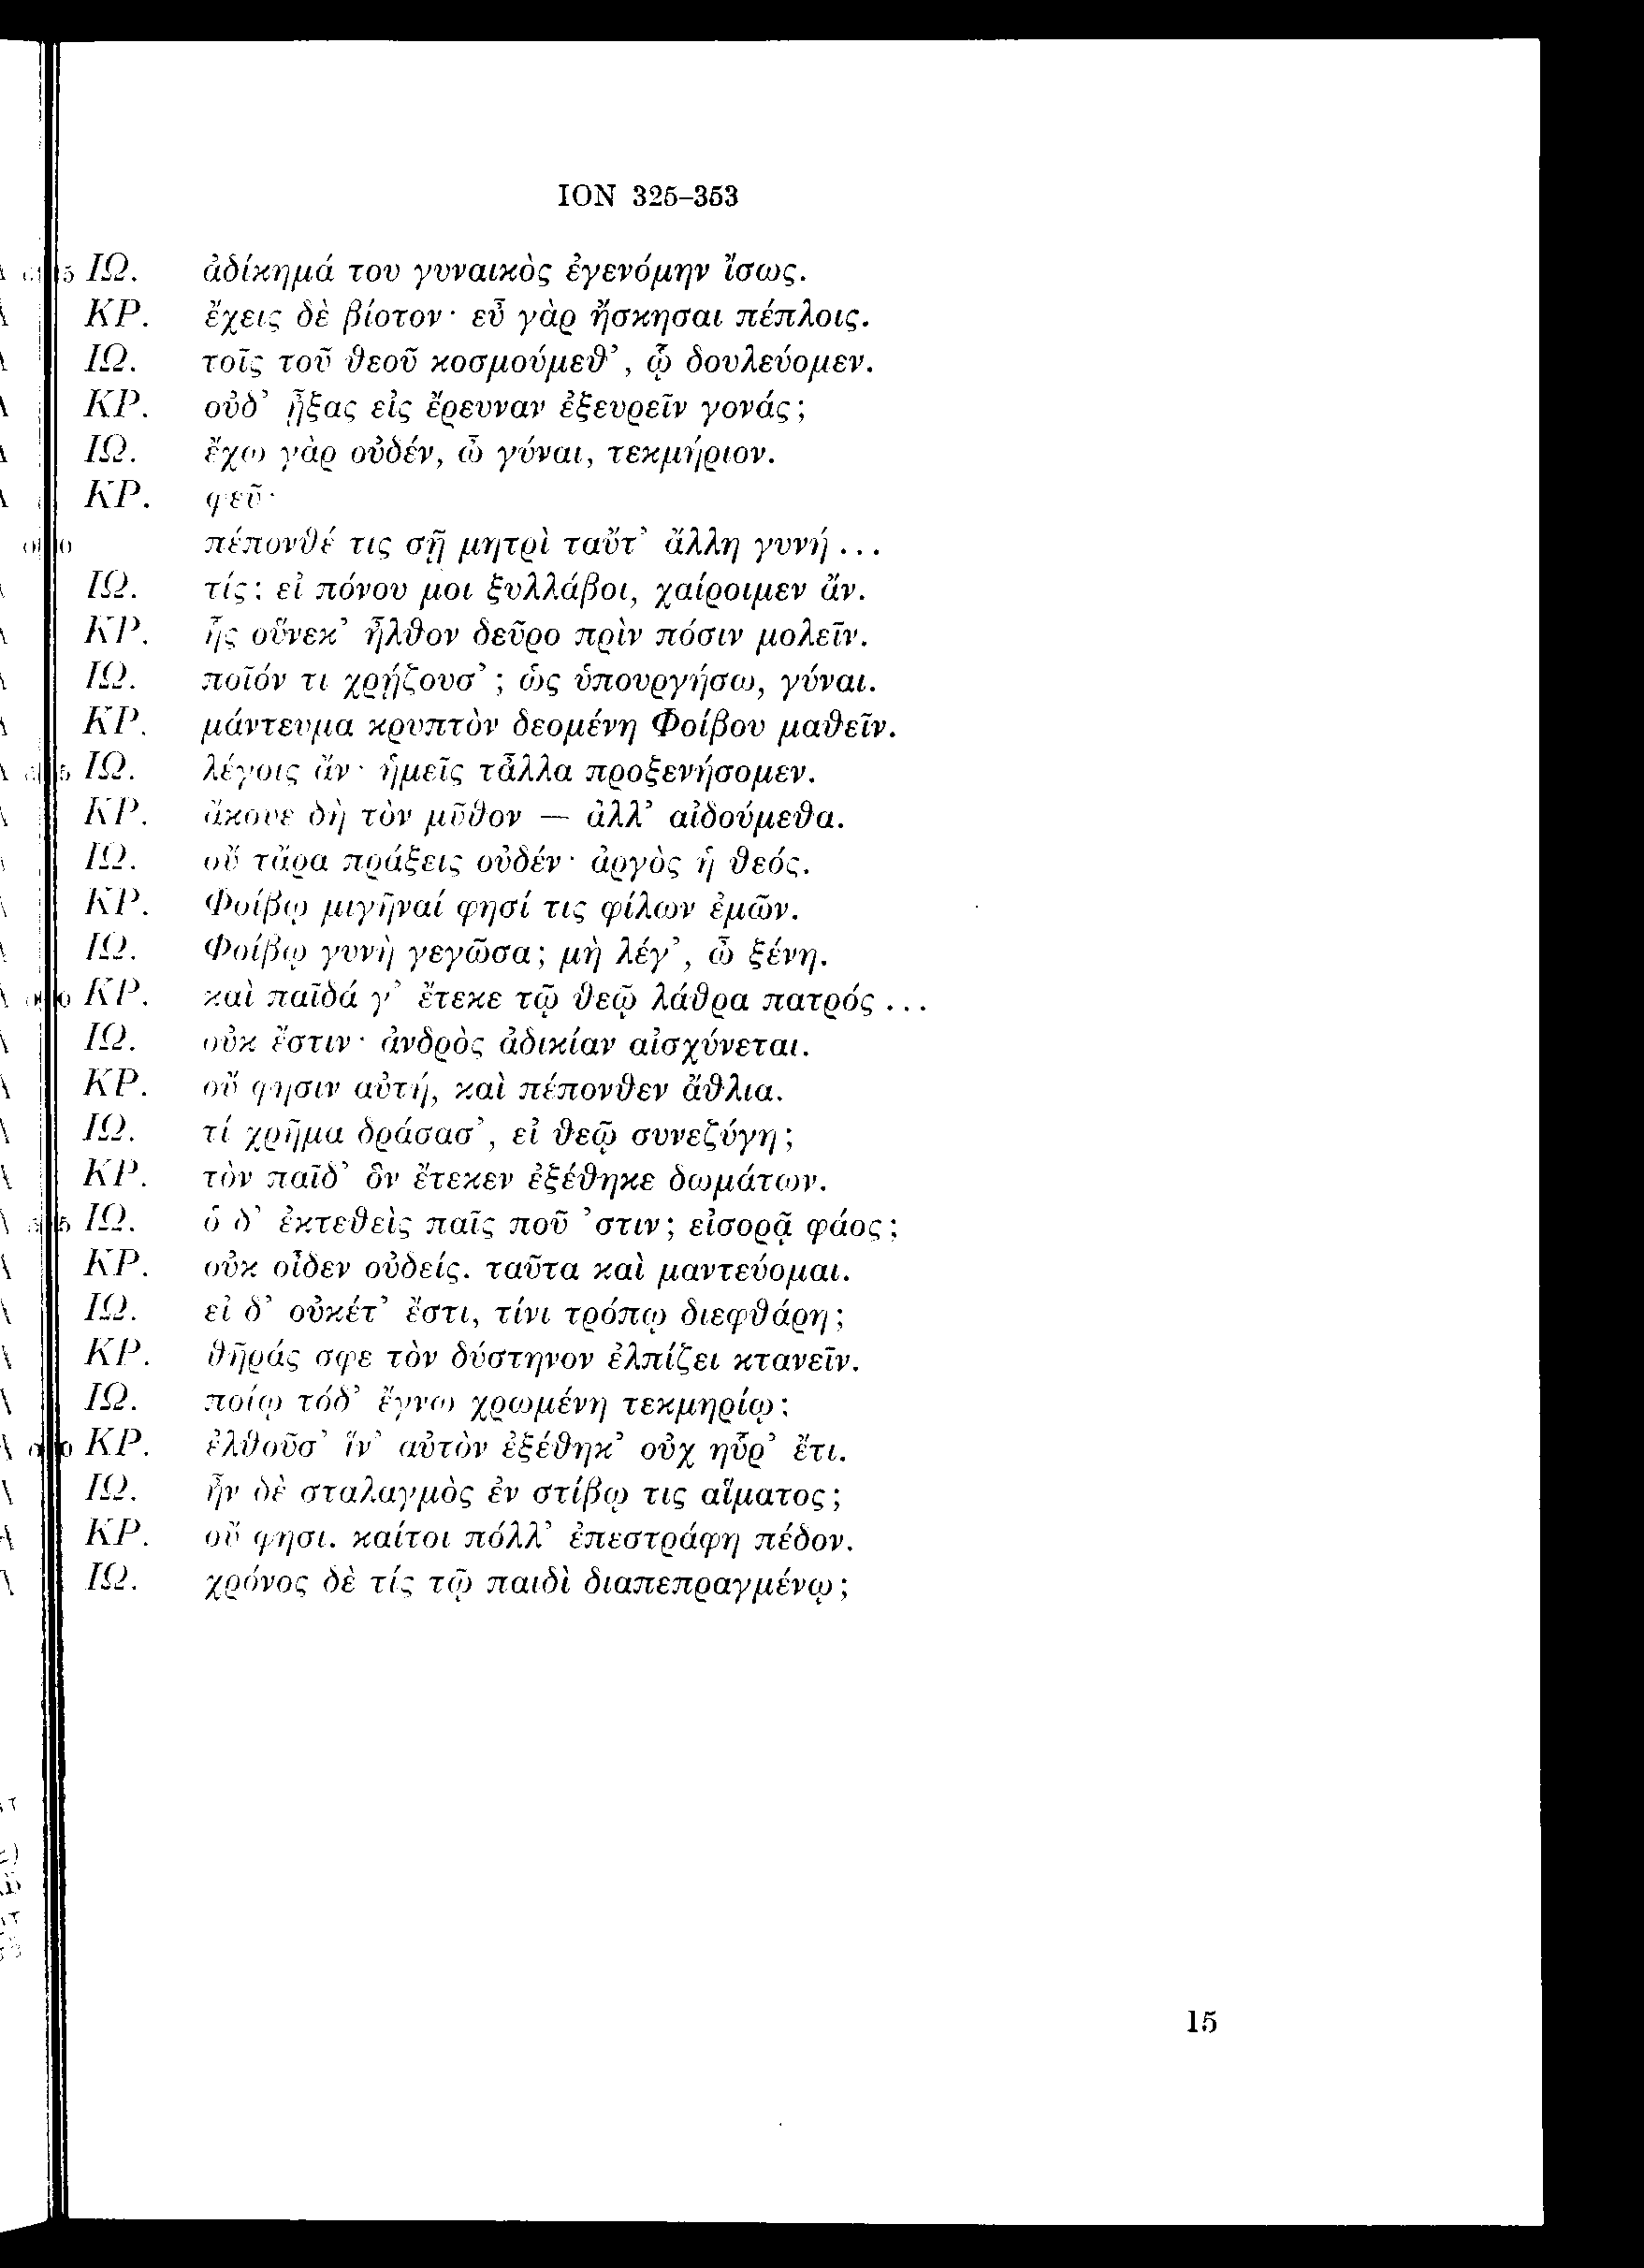 ION 325–353
5 ΙΩ. ἀδίκημά του γυναικὸς ἐγενόμην ἴσως.
ΚΡ. ἔχεις δὲ βίοτον· εὖ γὰρ ἤσκησαι πέπλοις.
ΙΩ. τοῖς τοῦ θεοῦ κοσμούμεθ’, ᾧ δουλεύομεν.
ΚΡ. οὐδ’ ᾖξας εἰς ἔρευναν ἐξευρεῖν γονάς;
ΙΩ. ἔχω γὰρ οὐδέν, ὦ γύναι, τεκμήριον.
ΚΡ. φεῦ·
0 πέπονθέ τις σῇ μητρὶ ταὔτ’ ἄλλη γυνή ...
ΙΩ. τίς; εἰ πόνου μοι ξυλλάβοι, χαίροιμεν ἄν.
ΚΡ. ἧς οὕνεκ’ ἦλθον δεῦρο πρὶν πόσιν μολεῖν.
ΙΩ. ποῖόν τι χρῄζουσ’; ὡς ὑπουργήσω, γύναι.
ΚΡ. μάντευμα κρυπτὸν δεομένη Φοίβου μαθεῖν.
5 ΙΩ. λέγοις ἄν· ἡμεῖς τἆλλα προξενήσομεν.
ΚΡ. ἄκουε δὴ τὸν μῦθον — ἀλλ’ αἰδούμεθα.
ΙΩ. οὔ τἄρα πράξεις οὐδέν· ἀργὸς ἡ θεός.
ΚΡ. Φοίβῳ μιγῆναί φησί τις φίλων ἐμῶν.
ΙΩ. Φοίβῳ γυνὴ γεγῶσα; μὴ λέγ’, ὦ ξένη.
0 ΚΡ. καὶ παῖδά γ’ ἔτεκε τῷ θεῷ λάθρα πατρός ...
ΙΩ. οὐκ ἔστιν· ἀνδρὸς ἀδικίαν αἰσχύνεται.
ΚΡ. οὔ φησιν αὐτή, καὶ πέπονθεν ἄθλια.
ΙΩ. τί χρῆμα δράσασ’, εἰ θεῷ συνεζύγη;
ΚΡ. τὸν παῖδ’ ὃν ἔτεκεν ἐξέθηκε δωμάτων.
5 ΙΩ. ὁ δ’ ἐκτεθεὶς παῖς ποῦ ’στιν; εἰσορᾷ φάος;
ΚΡ. οὐκ οἶδεν οὐδείς. ταῦτα καὶ μαντεύομαι.
ΙΩ. εἰ δ’ οὐκέτ’ ἔστι, τίνι τρόπῳ διεφθάρη;
ΚΡ. θῆράς σφε τὸν δύστηνον ἐλπίζει κτανεῖν.
ΙΩ. ποίῳ τόδ’ ἔγνω χρωμένη τεκμηρίῳ;
0 ΚΡ. ἐλθοῦσ’ ἵν’ αὐτὸν ἐξέθηκ’ οὐχ ηὗρ’ ἔτι.
ΙΩ. ἦν δὲ σταλαγμὸς ἐν στίβῳ τις αἵματος;
ΚΡ. οὔ φησι. καίτοι πόλλ’ ἐπεστράφη πέδον.
ΙΩ. χρόνος δὲ τίς τῷ παιδὶ διαπεπραγμένῳ;
15